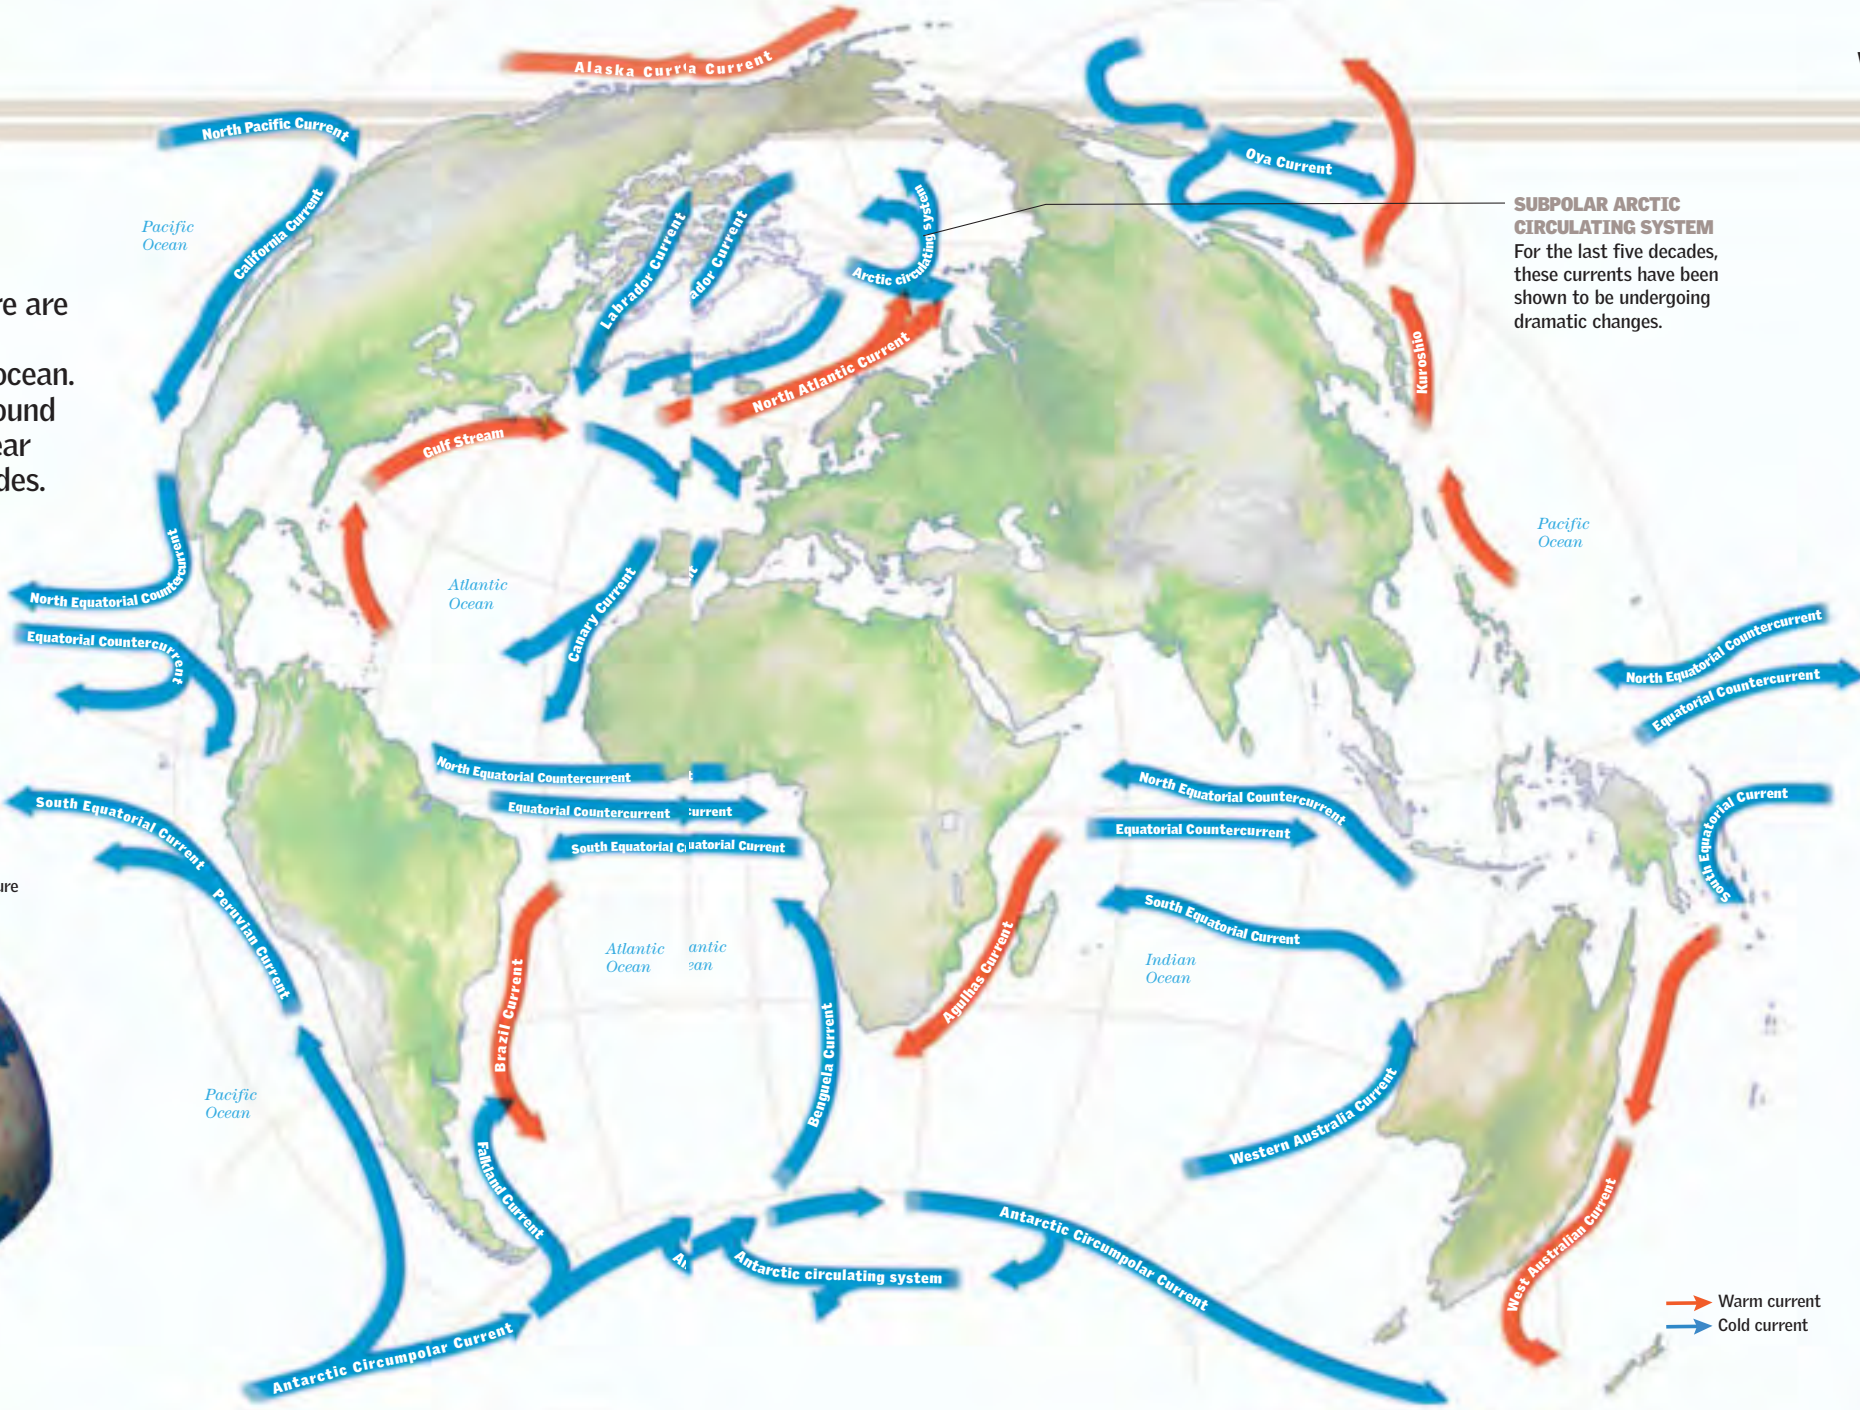 Alaska Curr
a Current
North Pacific Current
California Current
Pacific
Ocean
re are
ocean.
ound
ear
des.
Labrador Current
ador Current
Arctic circulating system
Oya Current
SUBPOLAR ARCTIC
CIRCULATING SYSTEM
For the last five decades,
these currents have been
shown to be undergoing
dramatic changes.
North Atlantic Current
Kuroshio
Gulf Stream
Pacific
Ocean
Atlantic
Ocean
North Equatorial Countercurrent
Equatorial Countercurrent
Canary Current
nt
North Equatorial Countercurrent
Equatorial Countercurrent
North Equatorial Countercurrent
t
Equatorial Countercurrent
current
South Equatorial C
uatorial Current
North Equatorial Countercurrent
Equatorial Countercurrent
South Equatorial Current
South Equatorial Current
Peruvian Current
ure
South Equatorial Current
Atlantic
Ocean
antic
ean
Indian
Ocean
Brazil Current
Agulhas Current
Benguela Current
Pacific
Ocean
Falkland Current
Western Australia Current
West Australian Current
Antarctic Circumpolar Current
An
Antarctic circulating system
Antarctic Circumpolar Current
Warm current
Cold current